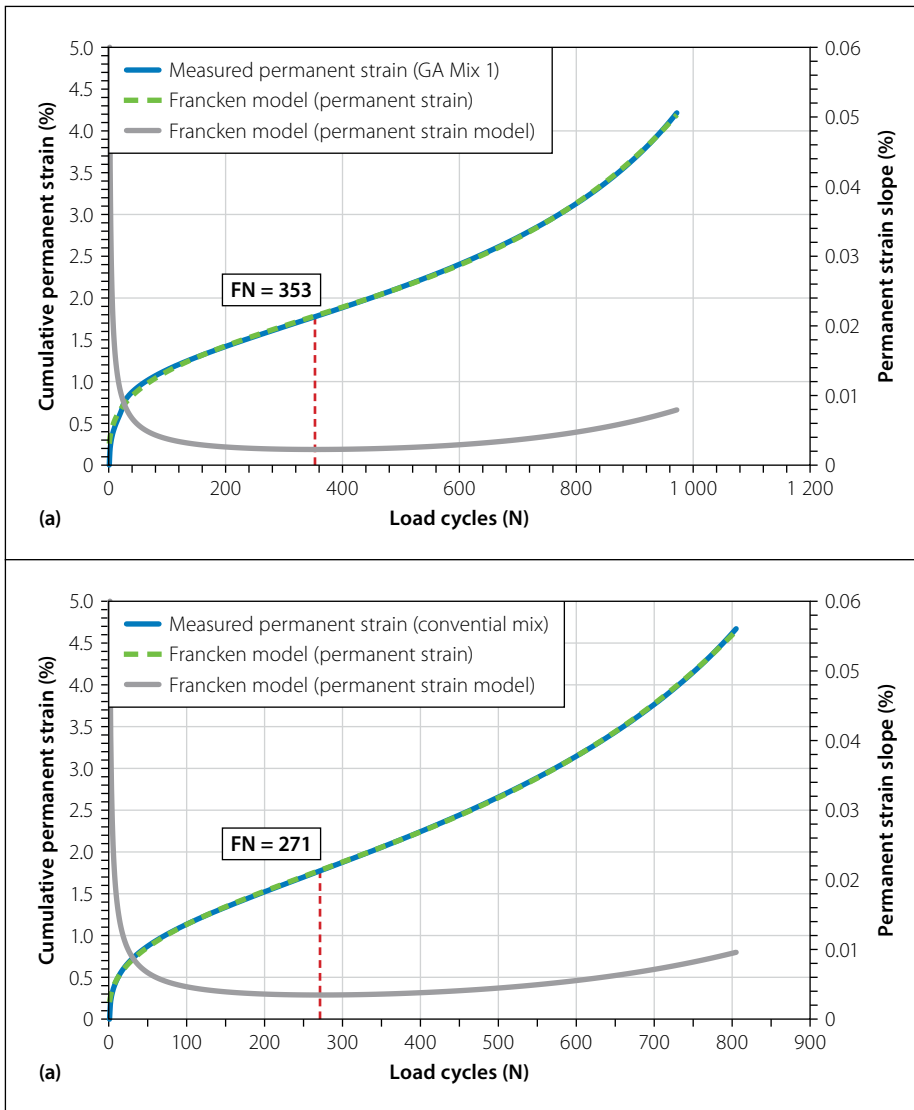 5.0
4.5
4.0
3.5
3.0
2.5
2.0
1.5
1.0
0.5
0
Cumulative permanent strain (%)
Measured permanent strain (GA Mix 1)
Francken model (permanent strain)
Francken model (permanent strain model)
FN = 353
0.06
0.05
0.04
0.03
0.02
0.01
0
Permanent strain slope (%)
0 200 400 600 800 1 000 1 200
(a)
Load cycles (N)
5.0
4.5
4.0
3.5
3.0
2.5
2.0
1.5
1.0
0.5
0
Cumulative permanent strain (%)
Measured permanent strain (convential mix)
Francken model (permanent strain)
Francken model (permanent strain model)
FN = 271
0.06
0.05
0.04
0.03
0.02
0.01
0
Permanent strain slope (%)
0 100 200 300 400 500 600 700 800 900
(a)
Load cycles (N)